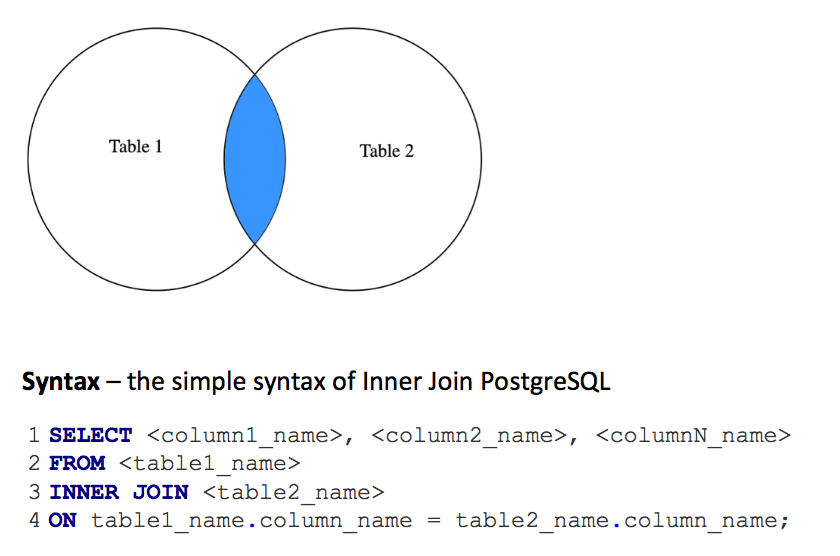 Table 1
Table 2
Syntax – the simple syntax of Inner Join PostgreSQL
1 SELECT <column1_name>, <column2_name>, <columnN_name>
2 FROM <table1_name>
3 INNER JOIN <table2_name>
4 ON table1_name.column_name = table2_name.column_name;